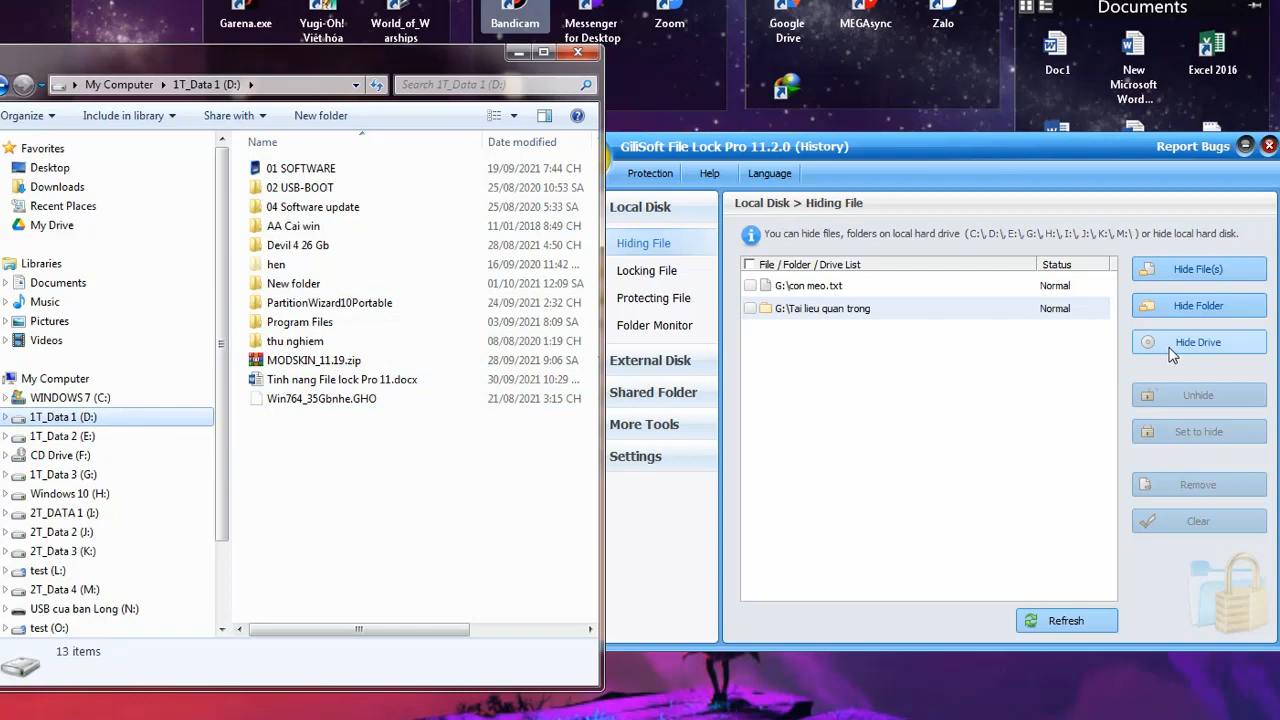 Garena.exe
Yugi-Oh!
Việt hóa
World_of_W
arships
Bandicam
Messenger
for Desktop
Zoom
Google
Drive
MEGAsync
Zalo
Documents
Doc1
New
Microsoft
Word...
Excel 2016
My Computer
1T_Data 1 (D:)
Search 1T_Data 1 (D:)
Organize
Include in library
Share with
New folder
Favorites
Desktop
Downloads
Recent Places
My Drive
Libraries
Documents
Music
Pictures
Videos
My Computer
WINDOWS 7 (C:)
1T_Data 1 (D:)
1T_Data 2 (E:)
CD Drive (F:)
1T_Data 3 (G:)
Windows 10 (H:)
2T_DATA 1 (I:)
2T_Data 2 (J:)
2T_Data 3 (K:)
test (L:)
2T_Data 4 (M:)
USB cua ban Long (N:)
test (O:)
Name Date modified
01 SOFTWARE 19/09/2021 7:44 CH
02 USB-BOOT 25/08/2020 10:53 SA
04 Software update 25/08/2020 5:33 SA
AA Cai win 11/01/2018 8:49 CH
Devil 4 26 Gb 28/08/2021 4:50 CH
hen 16/09/2020 11:42 ...
New folder 01/10/2021 12:09 SA
PartitionWizard10Portable 24/09/2021 2:32 CH
Program Files 03/09/2021 8:09 SA
thu nghiem 08/08/2020 1:19 CH
MODSKIN_11.19.zip 28/09/2021 9:06 SA
Tinh nang File lock Pro 11.docx 30/09/2021 10:29 ...
Win764_35Gbnhe.GHO 21/08/2021 3:15 CH
13 items
GiliSoft File Lock Pro 11.2.0 (History)
Report Bugs
Protection
Help
Language
Local Disk
Hiding File
Locking File
Protecting File
Folder Monitor
External Disk
Shared Folder
More Tools
Settings
Local Disk > Hiding File
You can hide files, folders on local hard drive (C:\,D:\,E:\,G:\,H:\,I:\,J:\,K:\,M:\) or hide local hard disk.
File / Folder / Drive List Status
G:\con meo.txt Normal
G:\Tai lieu quan trong Normal
Hide File(s)
Hide Folder
Hide Drive
Unhide
Set to hide
Remove
Clear
Refresh